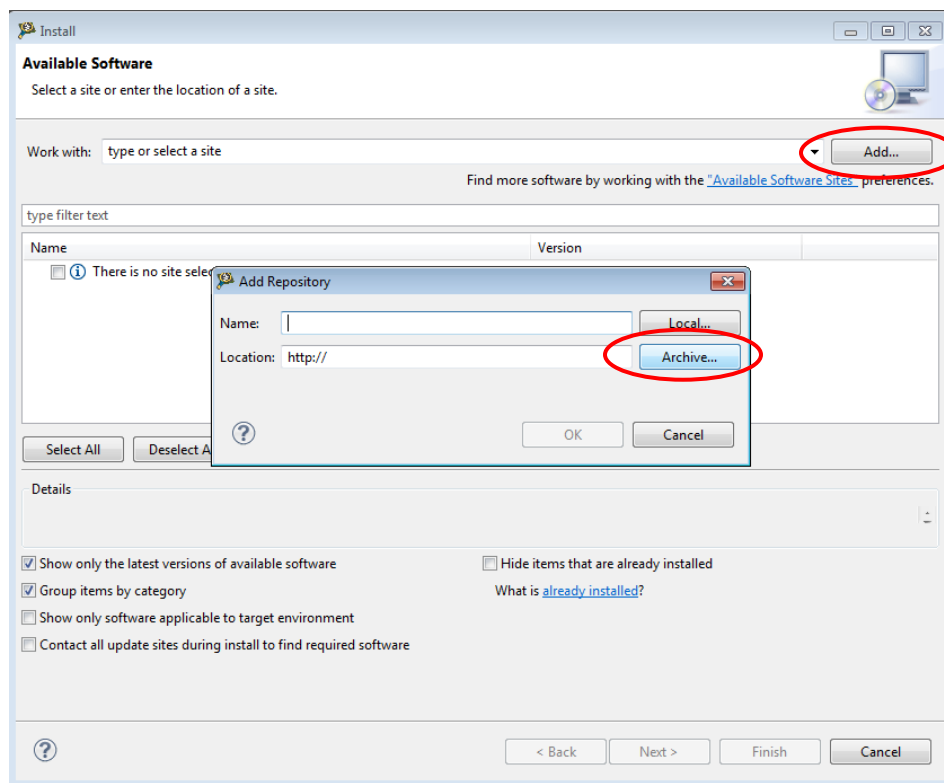 Install
Available Software
Select a site or enter the location of a site.
Work with: type or select a site Add...
Find more software by working with the "Available Software Sites" preferences.
type filter text
Name Version
There is no site selec
Add Repository
Name: Local...
Location: http:// Archive...
OK Cancel
Select All Deselect A
Details
Show only the latest versions of available software Hide items that are already installed
Group items by category What is already installed?
Show only software applicable to target environment
Contact all update sites during install to find required software
< Back Next > Finish Cancel